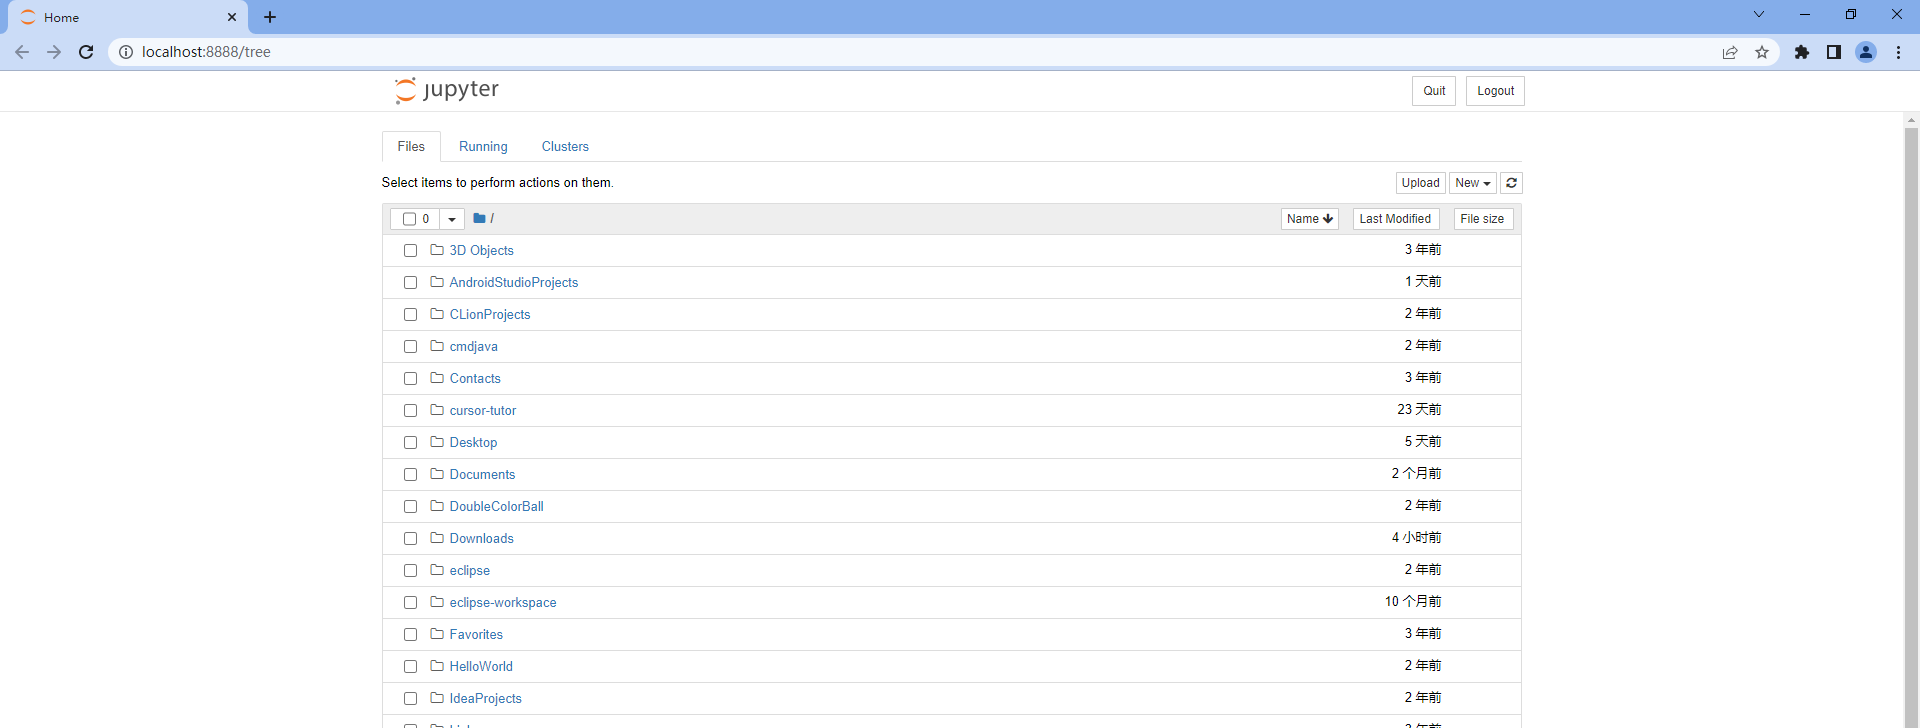 Home
localhost:8888/tree
jupyter
Quit Logout
Files Running Clusters
Select items to perform actions on them.
Upload New
0 / Name Last Modified File size
3D Objects 3 年前
AndroidStudioProjects 1 天前
CLionProjects 2 年前
cmdjava 2 年前
Contacts 3 年前
cursor-tutor 23 天前
Desktop 5 天前
Documents 2 个月前
DoubleColorBall 2 年前
Downloads 4 小时前
eclipse 2 年前
eclipse-workspace 10 个月前
Favorites 3 年前
HelloWorld 2 年前
IdeaProjects 2 年前